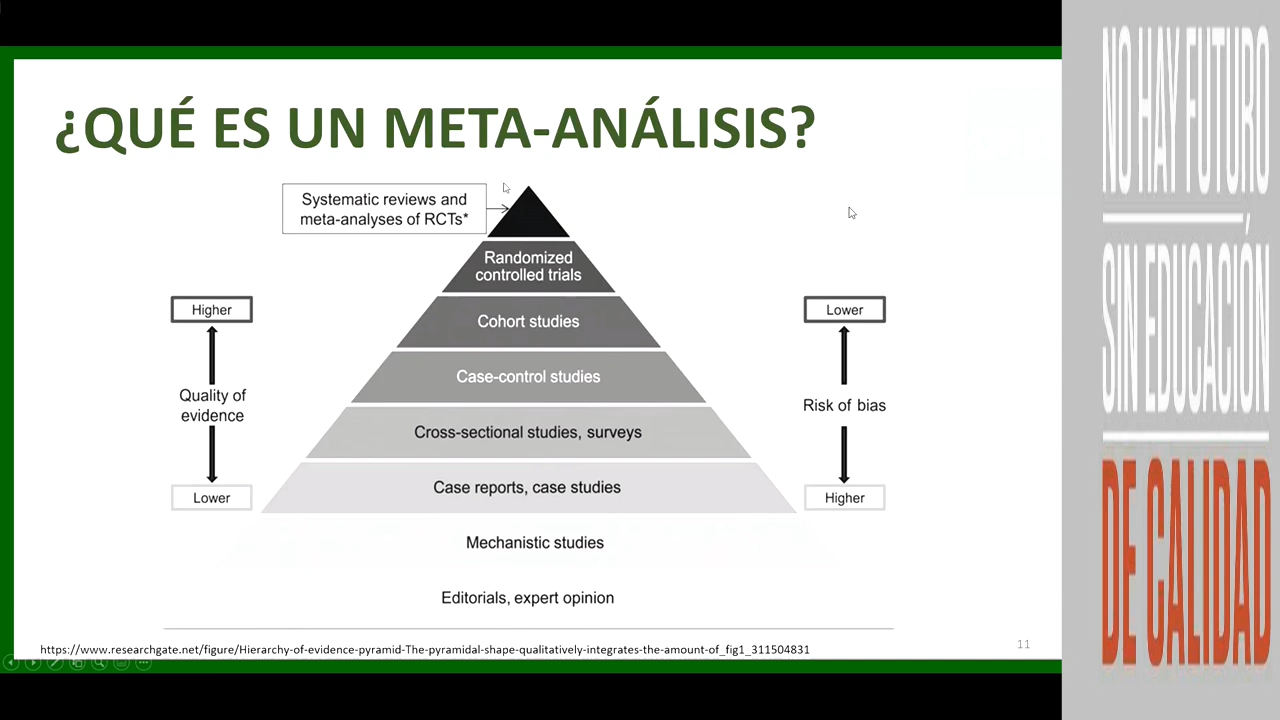 ¿QUÉ ES UN META-ANÁLISIS?
Systematic reviews and
meta-analyses of RCTs*
Randomized
controlled trials
Higher
Cohort studies
Lower
Case-control studies
Quality of
evidence
Risk of bias
Cross-sectional studies, surveys
Lower
Case reports, case studies
Higher
Mechanistic studies
Editorials, expert opinion
https://www.researchgate.net/figure/Hierarchy-of-evidence-pyramid-The-pyramidal-shape-qualitatively-integrates-the-amount-of_fig1_311504831
11
NO HAY FUTURO
SIN EDUCACIÓN
DE CALIDAD